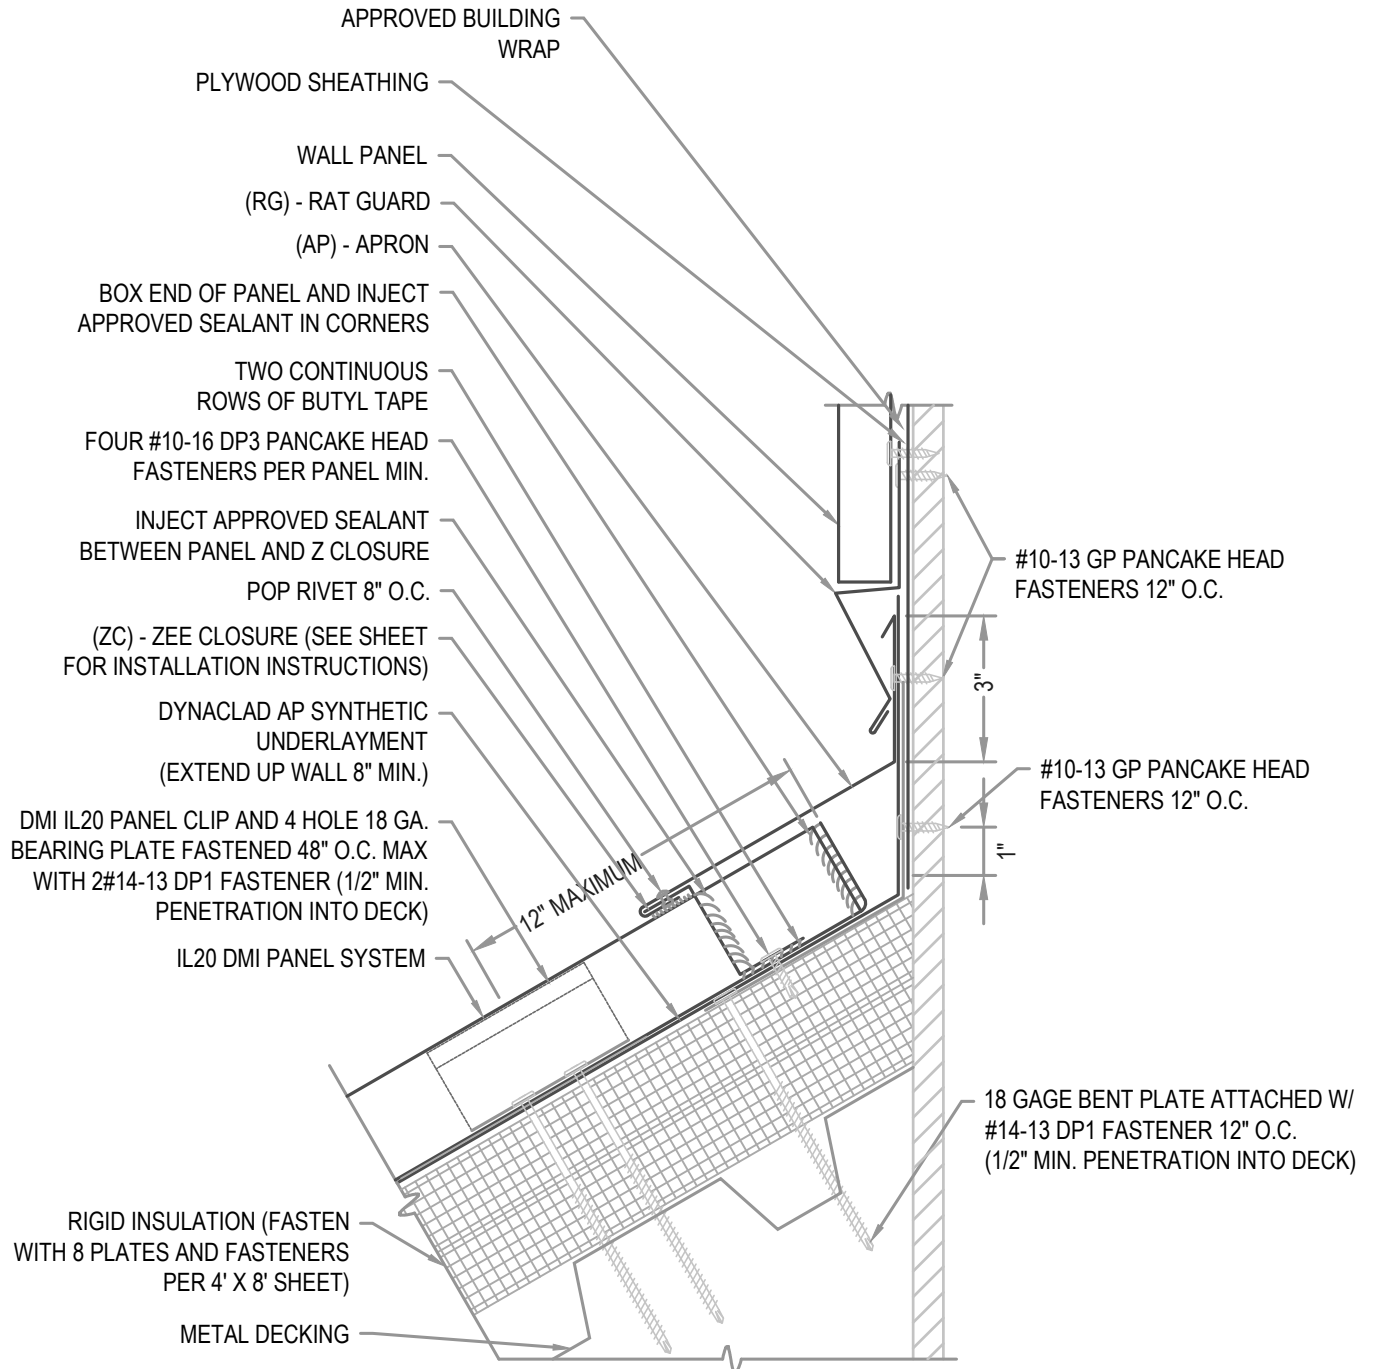 APPROVED BUILDING
WRAP
PLYWOOD SHEATHING
WALL PANEL
(RG) - RAT GUARD
(AP) - APRON
BOX END OF PANEL AND INJECT
APPROVED SEALANT IN CORNERS
TWO CONTINUOUS
ROWS OF BUTYL TAPE
FOUR #10-16 DP3 PANCAKE HEAD
FASTENERS PER PANEL MIN.
INJECT APPROVED SEALANT
BETWEEN PANEL AND Z CLOSURE
POP RIVET 8" O.C.
(ZC) - ZEE CLOSURE (SEE SHEET
FOR INSTALLATION INSTRUCTIONS)
DYNACLAD AP SYNTHETIC
UNDERLAYMENT
(EXTEND UP WALL 8" MIN.)
DMI IL20 PANEL CLIP AND 4 HOLE 18 GA.
BEARING PLATE FASTENED 48" O.C. MAX
WITH 2#14-13 DP1 FASTENER (1/2" MIN.
PENETRATION INTO DECK)
IL20 DMI PANEL SYSTEM
RIGID INSULATION (FASTEN
WITH 8 PLATES AND FASTENERS
PER 4' X 8' SHEET)
METAL DECKING
12" MAXIMUM
#10-13 GP PANCAKE HEAD
FASTENERS 12" O.C.
3"
#10-13 GP PANCAKE HEAD
FASTENERS 12" O.C.
1"
18 GAGE BENT PLATE ATTACHED W/
#14-13 DP1 FASTENER 12" O.C.
(1/2" MIN. PENETRATION INTO DECK)